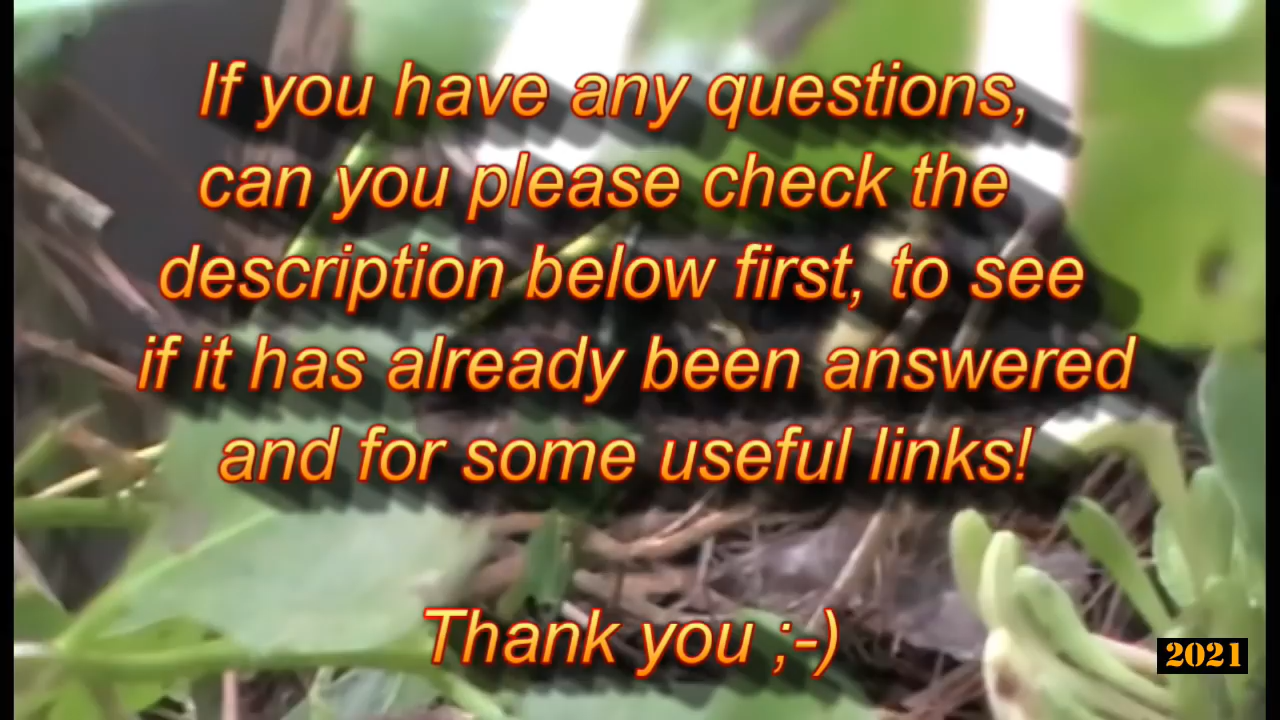 If you have any questions,
can you please check the
description below first, to see
if it has already been answered
and for some useful links!
Thank you ;-)
2021